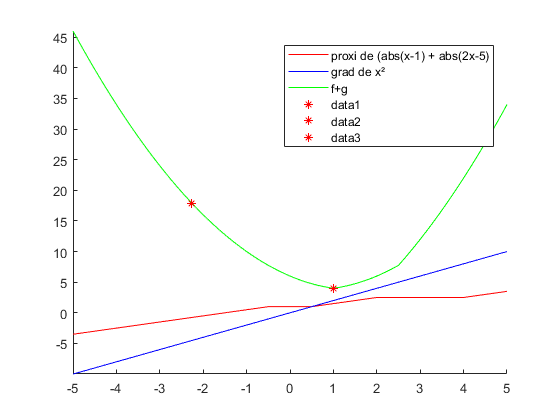 45
40
35
30
25
20
15
10
5
0
-5
proxi de (abs(x-1) + abs(2x-5)
grad de x²
f+g
data1
data2
data3
-5 -4 -3 -2 -1 0 1 2 3 4 5